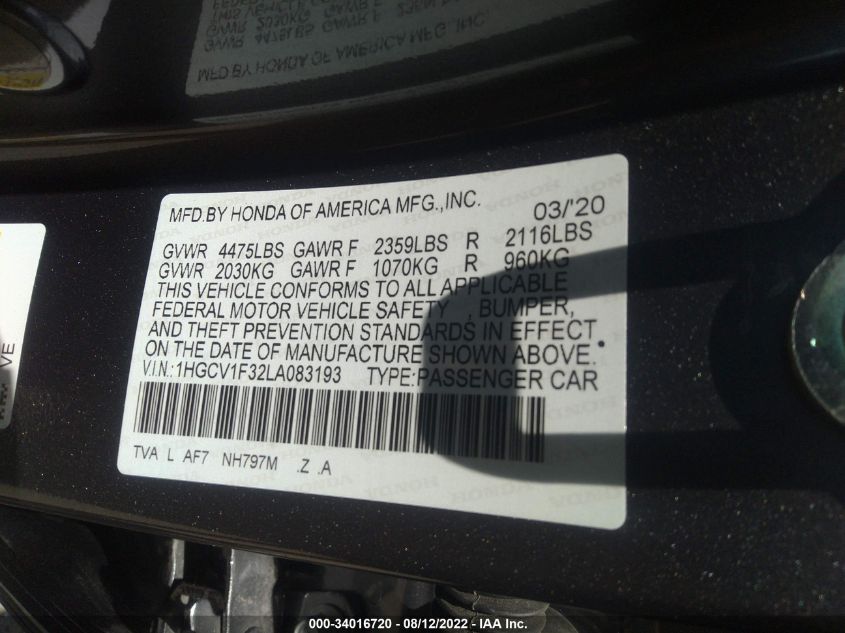 MFD.BY HONDA OF AMERICA MFG.,INC. 03/'20
GVWR 4475LBS GAWR F 2359LBS R 2116LBS
GVWR 2030KG GAWR F 1070KG R 960KG
THIS VEHICLE CONFORMS TO ALL APPLICABLE
FEDERAL MOTOR VEHICLE SAFETY , BUMPER,
AND THEFT PREVENTION STANDARDS IN EFFECT
ON THE DATE OF MANUFACTURE SHOWN ABOVE.
V.I.N.:1HGCV1F32LA083193 TYPE:PASSENGER CAR
TVA L AF7 NH797M .Z .A
VE
000-34016720 - 08/12/2022 - IAA Inc.